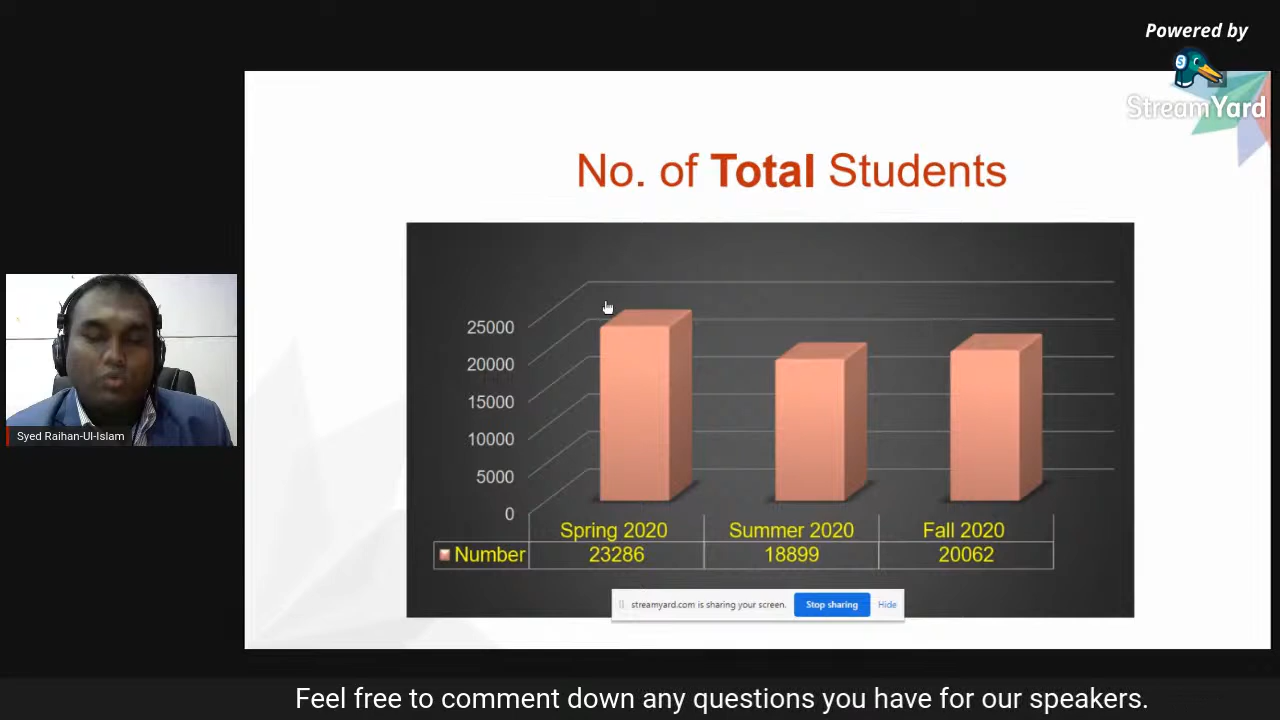 Powered by
StreamYard
No. of Total Students
25000
20000
15000
10000
5000
0
Spring 2020 Summer 2020 Fall 2020
Number 23286 18899 20062
streamyard.com is sharing your screen. Stop sharing Hide
Syed Raihan-Ul-Islam
Feel free to comment down any questions you have for our speakers.